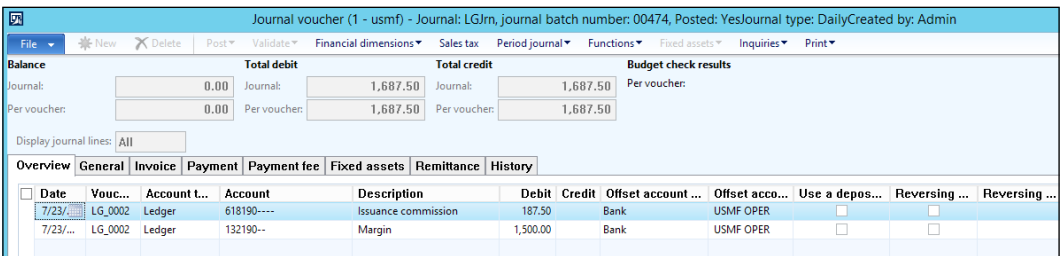 Journal voucher (1 - usmf) - Journal: LGJrn, journal batch number: 00474, Posted: YesJournal type: DailyCreated by: Admin
File New Delete Post Validate Financial dimensions Sales tax Period journal Functions Fixed assets Inquiries Print
Balance Total debit Total credit Budget check results
Journal: 0.00 Journal: 1,687.50 Journal: 1,687.50 Per voucher:
Per voucher: 0.00 Per voucher: 1,687.50 Per voucher: 1,687.50
Display journal lines: All
Overview General Invoice Payment Payment fee Fixed assets Remittance History
Date Vouc... Account t... Account Description Debit Credit Offset account ... Offset acco... Use a depos... Reversing ... Reversing ...
7/23/... LG_0002 Ledger 618190---- Issuance commission 187.50 Bank USMF OPER
7/23/... LG_0002 Ledger 132190-- Margin 1,500.00 Bank USMF OPER